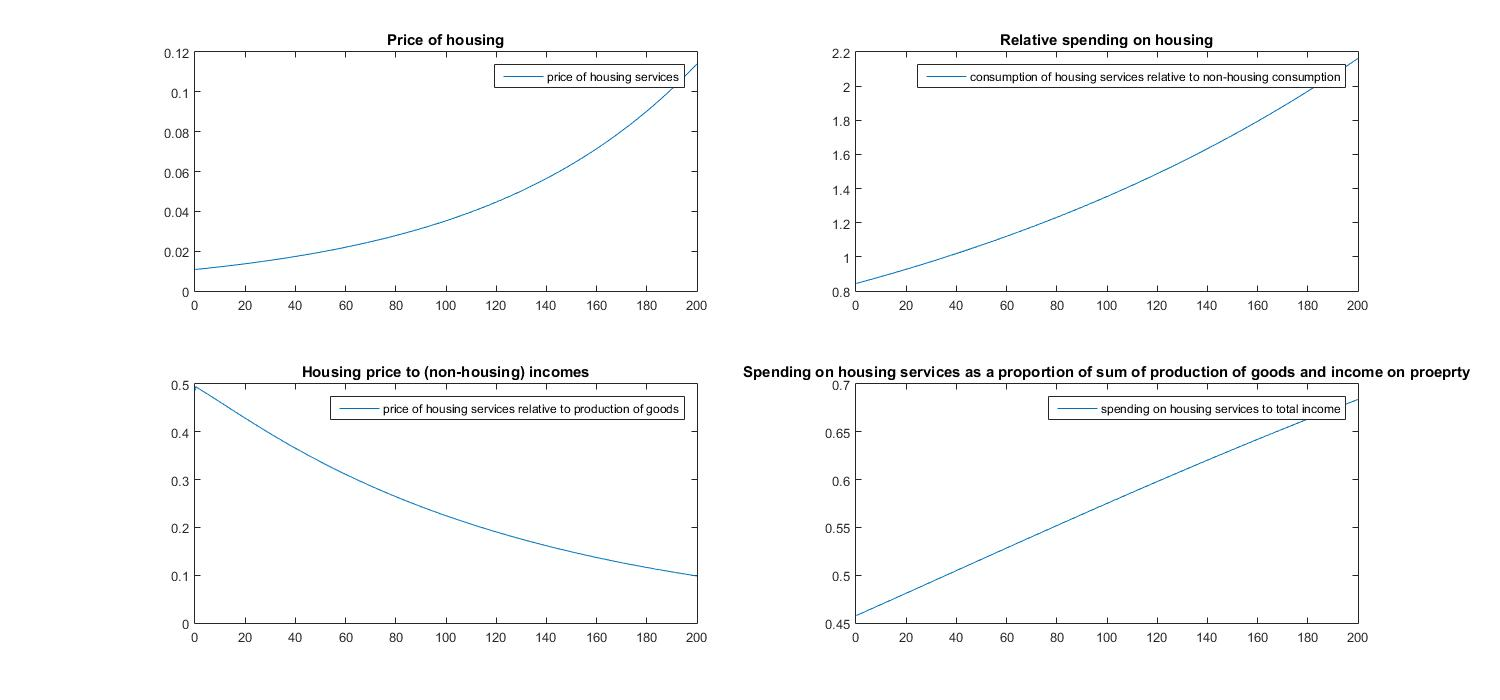 Price of housing
0.12
0.1
0.08
0.06
0.04
0.02
0
price of housing services
0 20 40 60 80 100 120 140 160 180 200
Relative spending on housing
2.2
2
1.8
1.6
1.4
1.2
1
0.8
consumption of housing services relative to non-housing consumption
0 20 40 60 80 100 120 140 160 180 200
Housing price to (non-housing) incomes
0.5
0.4
0.3
0.2
0.1
0
price of housing services relative to production of goods
0 20 40 60 80 100 120 140 160 180 200
Spending on housing services as a proportion of sum of production of goods and income on proeprty
0.7
0.65
0.6
0.55
0.5
0.45
spending on housing services to total income
0 20 40 60 80 100 120 140 160 180 200